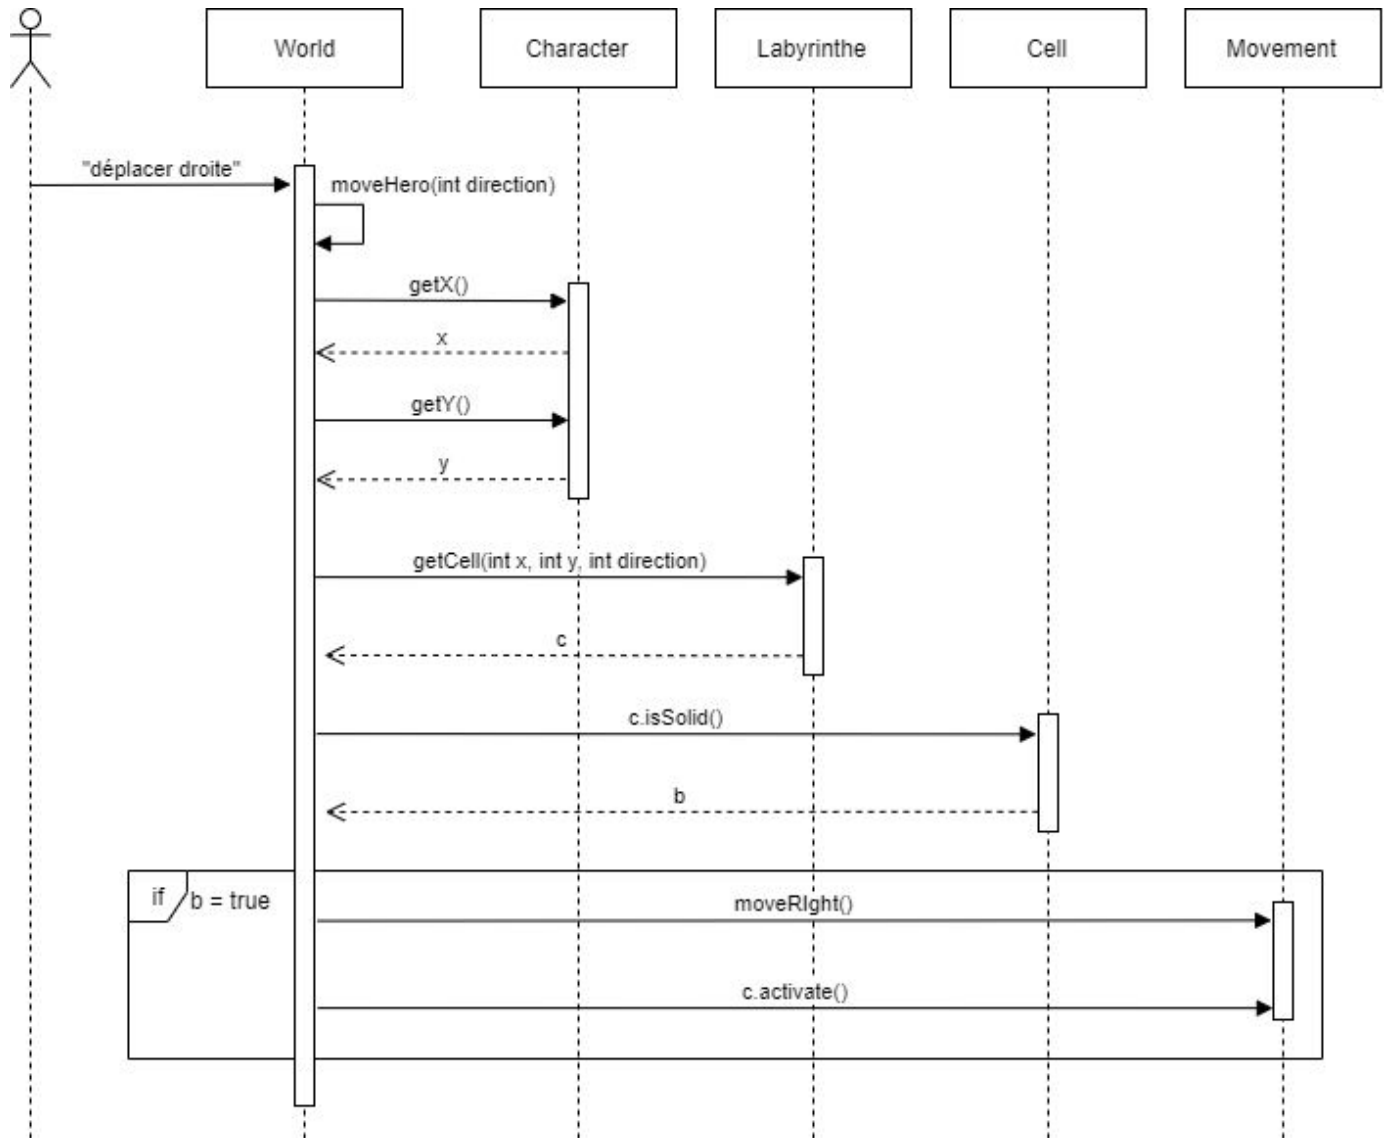 World
Character
Labyrinthe
Cell
Movement
"déplacer droite"
moveHero(int direction)
getX()
x
getY()
y
getCell(int x, int y, int direction)
c
c.isSolid()
b
if
b = true
moveRIght()
c.activate()